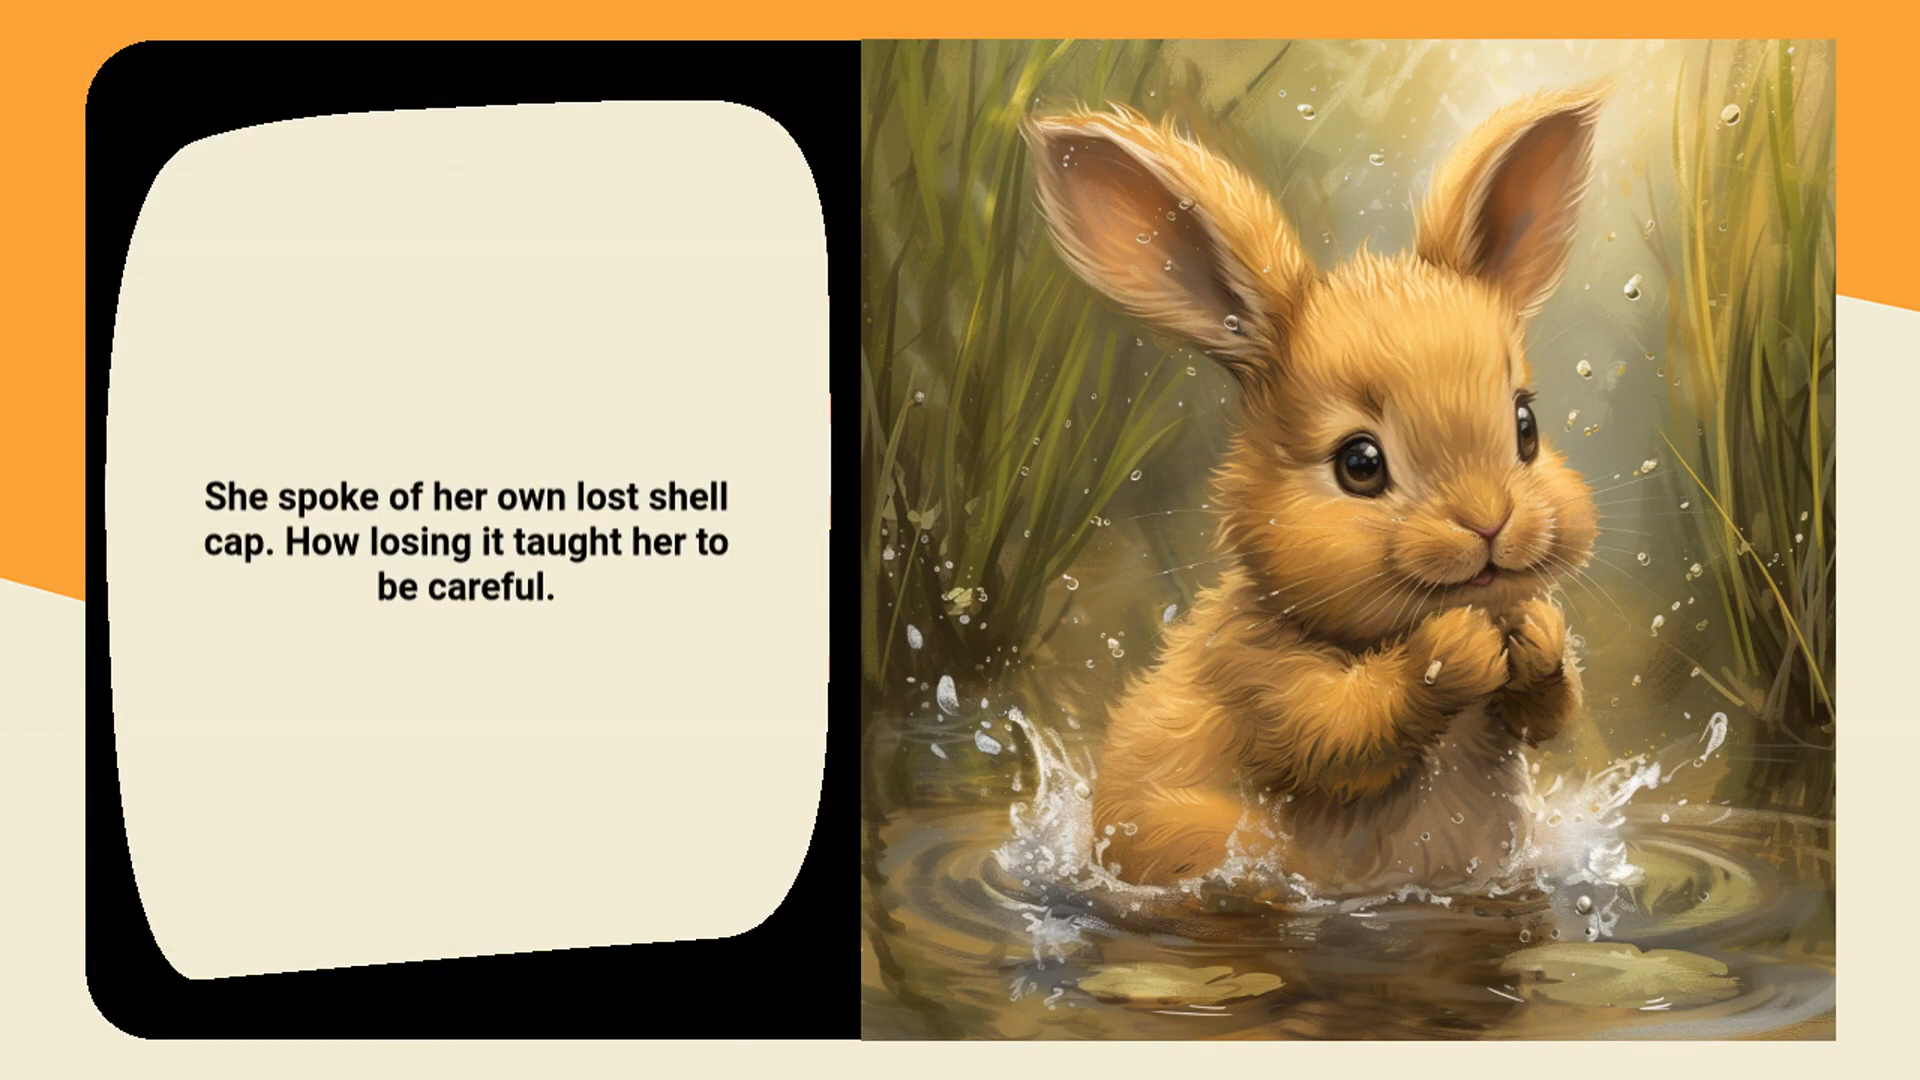 She spoke of her own lost shell
cap. How losing it taught her to
be careful.